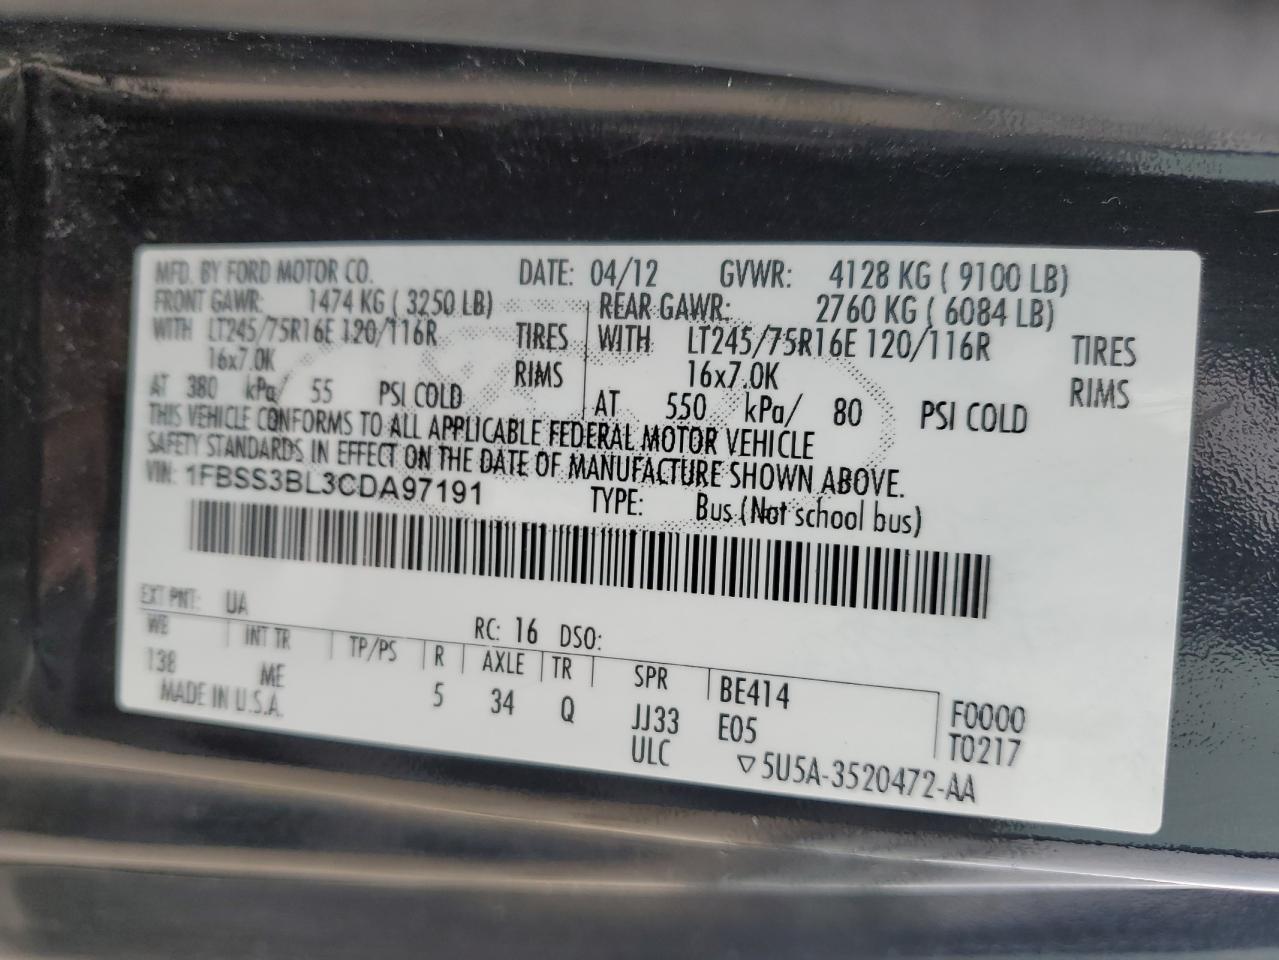 MFD. BY FORD MOTOR CO. DATE: 04/12 GVWR: 4128 KG ( 9100 LB)
FRONT GAWR: 1474 KG ( 3250 LB) REAR GAWR: 2760 KG ( 6084 LB)
WITH LT245/75R16E 120/116R TIRES WITH LT245/75R16E 120/116R TIRES
16x7.0K RIMS 16x7.0K RIMS
AT 380 kPa/ 55 PSI COLD AT 550 kPa/ 80 PSI COLD
THIS VEHICLE CONFORMS TO ALL APPLICABLE FEDERAL MOTOR VEHICLE
SAFETY STANDARDS IN EFFECT ON THE DATE OF MANUFACTURE SHOWN ABOVE.
VIN: 1FBSS3BL3CDA97191 TYPE: Bus (Not school bus)
EXT PNT: UA RC: 16 DSO:
WB INT TR TP/PS R AXLE TR SPR BE414 F0000
138 ME 5 34 Q JJ33 E05 T0217
MADE IN U.S.A. ULC ▽5U5A-3520472-AA